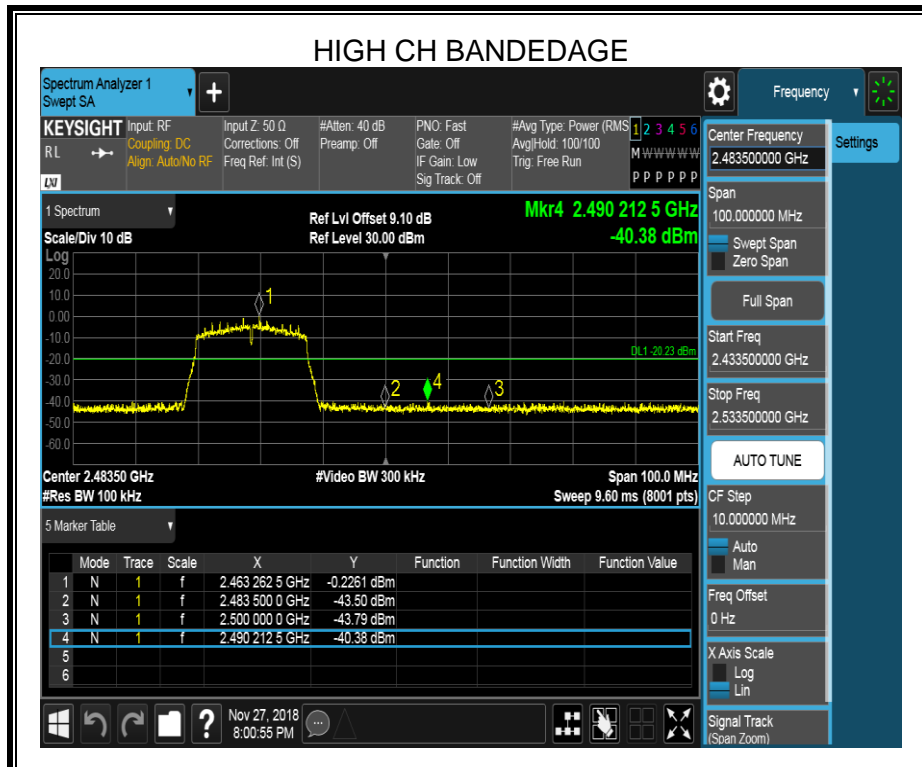 HIGH CH BANDEDAGE
Spectrum Analyzer 1
Swept SA
+
Frequency
KEYSIGHT
RL
LXI
Input: RF
Coupling: DC
Align: Auto/No RF
Input Z: 50 Ω
Corrections: Off
Freq Ref: Int (S)
#Atten: 40 dB
Preamp: Off
PNO: Fast
Gate: Off
IF Gain: Low
Sig Track: Off
#Avg Type: Power (RMS
Avg|Hold: 100/100
Trig: Free Run
1 2 3 4 5 6
M W W W W W
P P P P P P
1 Spectrum
Scale/Div 10 dB
Ref Lvl Offset 9.10 dB
Ref Level 30.00 dBm
Mkr4 2.490 212 5 GHz
-40.38 dBm
Log
20.0
10.0
0.00
-10.0
-20.0
-30.0
-40.0
-50.0
-60.0
1
2
4
3
DL1 -20.23 dBm
Center 2.48350 GHz
#Video BW 300 kHz
Span 100.0 MHz
#Res BW 100 kHz
Sweep 9.60 ms (8001 pts)
5 Marker Table
Mode Trace Scale X Y Function Function Width Function Value
1 N 1 f 2.463 262 5 GHz -0.2261 dBm
2 N 1 f 2.483 500 0 GHz -43.50 dBm
3 N 1 f 2.500 000 0 GHz -43.79 dBm
4 N 1 f 2.490 212 5 GHz -40.38 dBm
5
6
?
Nov 27, 2018
8:00:55 PM
Center Frequency
2.483500000 GHz
Settings
Span
100.000000 MHz
Swept Span
Zero Span
Full Span
Start Freq
2.433500000 GHz
Stop Freq
2.533500000 GHz
AUTO TUNE
CF Step
10.000000 MHz
Auto
Man
Freq Offset
0 Hz
X Axis Scale
Log
Lin
Signal Track
(Span Zoom)